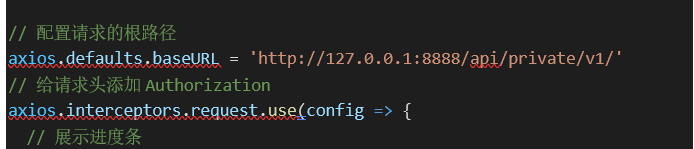 // 配置请求的根路径
axios.defaults.baseURL = 'http://127.0.0.1:8888/api/private/v1/'
// 给请求头添加 Authorization
axios.interceptors.request.use(config => {
// 展示进度条